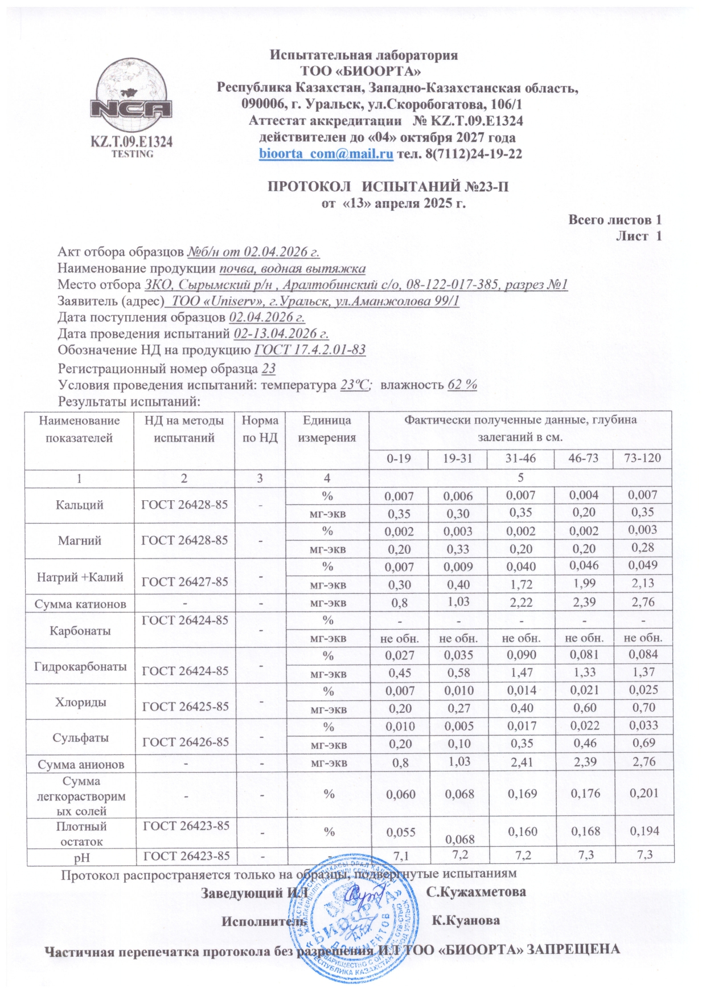 NCA
KZ.T.09.E1324
TESTING
Испытательная лаборатория
ТОО «БИООРТА»
Республика Казахстан, Западно-Казахстанская область,
090006, г. Уральск, ул.Скоробогатова, 106/1
Аттестат аккредитации № KZ.T.09.E1324
действителен до «04» октября 2027 года
bioorta_com@mail.ru тел. 8(7112)24-19-22
ПРОТОКОЛ ИСПЫТАНИЙ №23-П
от «13» апреля 2025 г.
Всего листов 1
Лист 1
Акт отбора образцов №б/н от 02.04.2026 г.
Наименование продукции почва, водная вытяжка
Место отбора ЗКО, Сырымский р/н , Аралтобинский с/о, 08-122-017-385, разрез №1
Заявитель (адрес) ТОО «Uniserv», г.Уральск, ул.Аманжолова 99/1
Дата поступления образцов 02.04.2026 г.
Дата проведения испытаний 02-13.04.2026 г.
Обозначение НД на продукцию ГОСТ 17.4.2.01-83
Регистрационный номер образца 23
Условия проведения испытаний: температура 23ºС; влажность 62 %
Результаты испытаний:
Наименование показателей НД на методы испытаний Норма по НД Единица измерения Фактически полученные данные, глубина залеганий в см.
0-19 19-31 31-46 46-73 73-120
1 2 3 4 5
Кальций ГОСТ 26428-85 - % 0,007 0,006 0,007 0,004 0,007
мг-экв 0,35 0,30 0,35 0,20 0,35
Магний ГОСТ 26428-85 - % 0,002 0,003 0,002 0,002 0,003
мг-экв 0,20 0,33 0,20 0,20 0,28
Натрий +Калий ГОСТ 26427-85 - % 0,007 0,009 0,040 0,046 0,049
мг-экв 0,30 0,40 1,72 1,99 2,13
Сумма катионов - - мг-экв 0,8 1,03 2,22 2,39 2,76
Карбонаты ГОСТ 26424-85 - % - - - - -
мг-экв не обн. не обн. не обн. не обн. не обн.
Гидрокарбонаты ГОСТ 26424-85 - % 0,027 0,035 0,090 0,081 0,084
мг-экв 0,45 0,58 1,47 1,33 1,37
Хлориды ГОСТ 26425-85 - % 0,007 0,010 0,014 0,021 0,025
мг-экв 0,20 0,27 0,40 0,60 0,70
Сульфаты ГОСТ 26426-85 - % 0,010 0,005 0,017 0,022 0,033
мг-экв 0,20 0,10 0,35 0,46 0,69
Сумма анионов - - мг-экв 0,8 1,03 2,41 2,39 2,76
Сумма легкорастворим ых солей - - % 0,060 0,068 0,169 0,176 0,201
Плотный остаток ГОСТ 26423-85 - % 0,055 0,068 0,160 0,168 0,194
рН ГОСТ 26423-85 - - 7,1 7,2 7,2 7,3 7,3
Протокол распространяется только на образцы, подвергнутые испытаниям
Заведующий ИЛ С.Кужахметова
Исполнитель К.Куанова
«БИООРТА»
ДЛЯ
ДОКУМЕНТОВ
РЕСПУБЛИКА КАЗАХСТАН ГОРОД УРАЛЬСК
Частичная перепечатка протокола без разрешения ИЛ ТОО «БИООРТА» ЗАПРЕЩЕНА